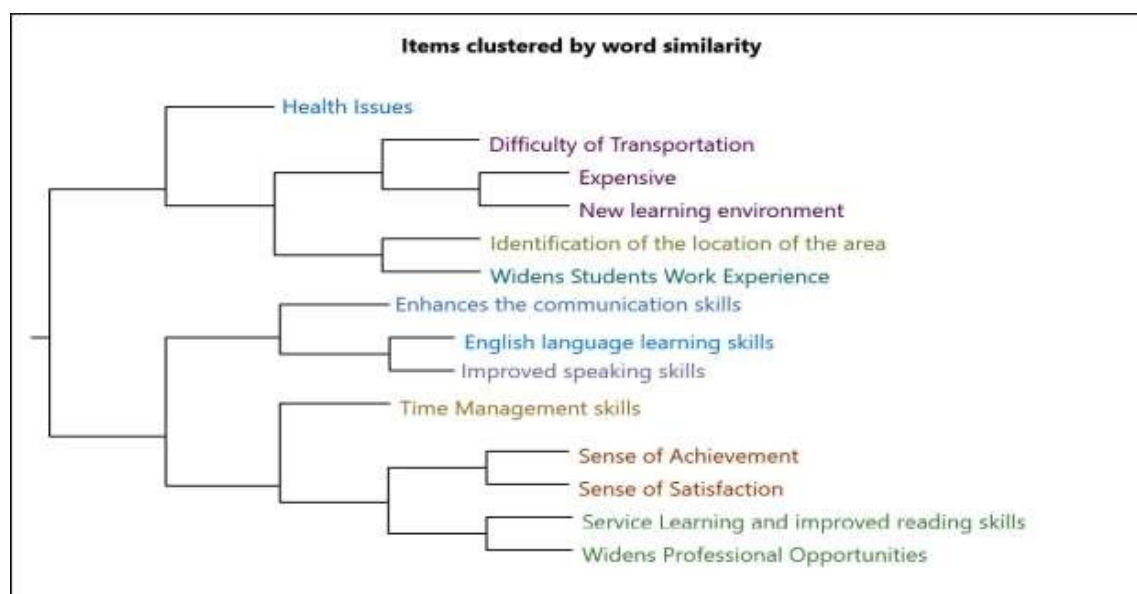 Items clustered by word similarity
Health Issues
Difficulty of Transportation
Expensive
New learning environment
Identification of the location of the area
Widens Students Work Experience
Enhances the communication skills
English language learning skills
Improved speaking skills
Time Management skills
Sense of Achievement
Sense of Satisfaction
Service Learning and improved reading skills
Widens Professional Opportunities